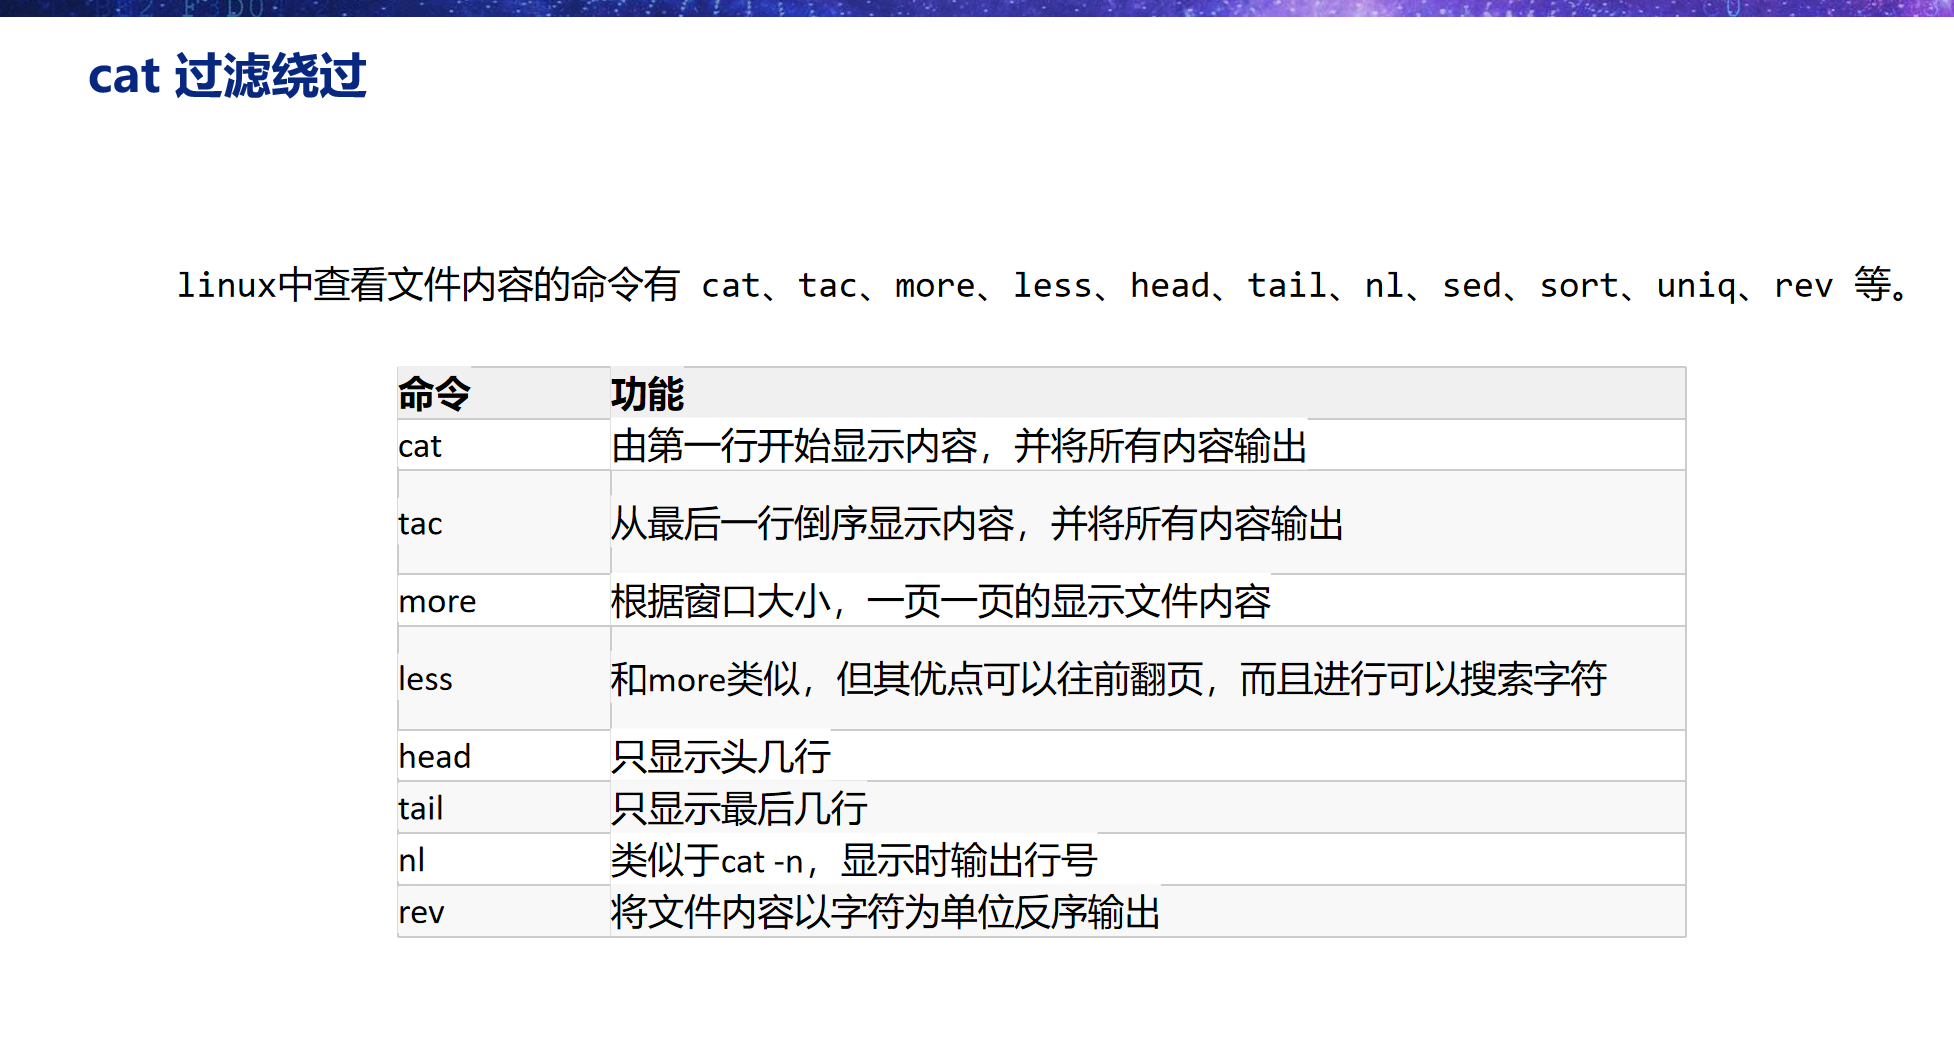 cat 过滤绕过
linux中查看文件内容的命令有 cat、tac、more、less、head、tail、nl、sed、sort、uniq、rev 等。
命令 功能
cat 由第一行开始显示内容，并将所有内容输出
tac 从最后一行倒序显示内容，并将所有内容输出
more 根据窗口大小，一页一页的显示文件内容
less 和more类似，但其优点可以往前翻页，而且进行可以搜索字符
head 只显示头几行
tail 只显示最后几行
nl 类似于cat -n，显示时输出行号
rev 将文件内容以字符为单位反序输出